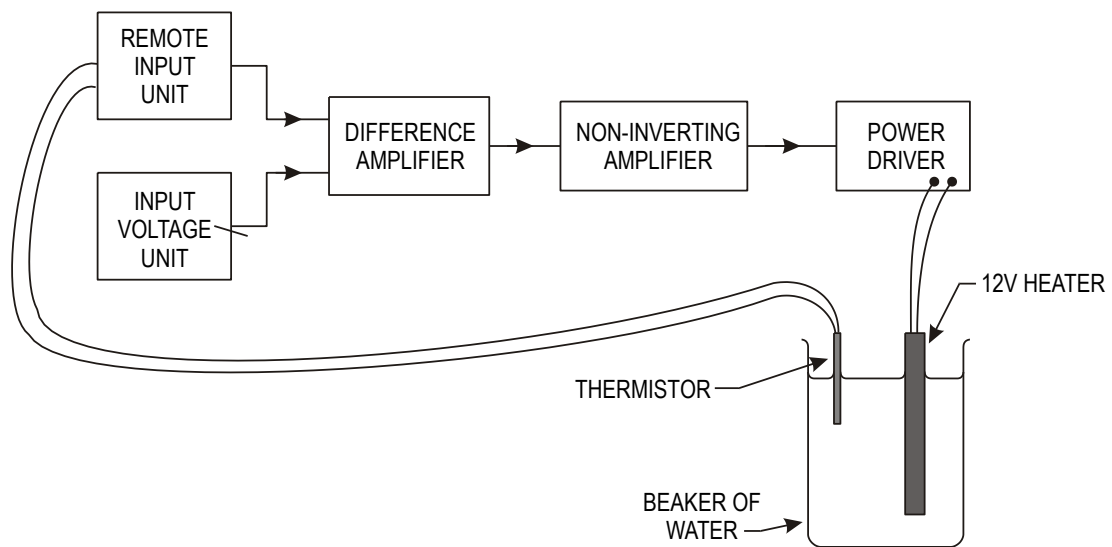 REMOTE
INPUT
UNIT
DIFFERENCE
AMPLIFIER
NON-INVERTING
AMPLIFIER
POWER
DRIVER
INPUT
VOLTAGE
UNIT
12V HEATER
THERMISTOR
BEAKER OF
WATER